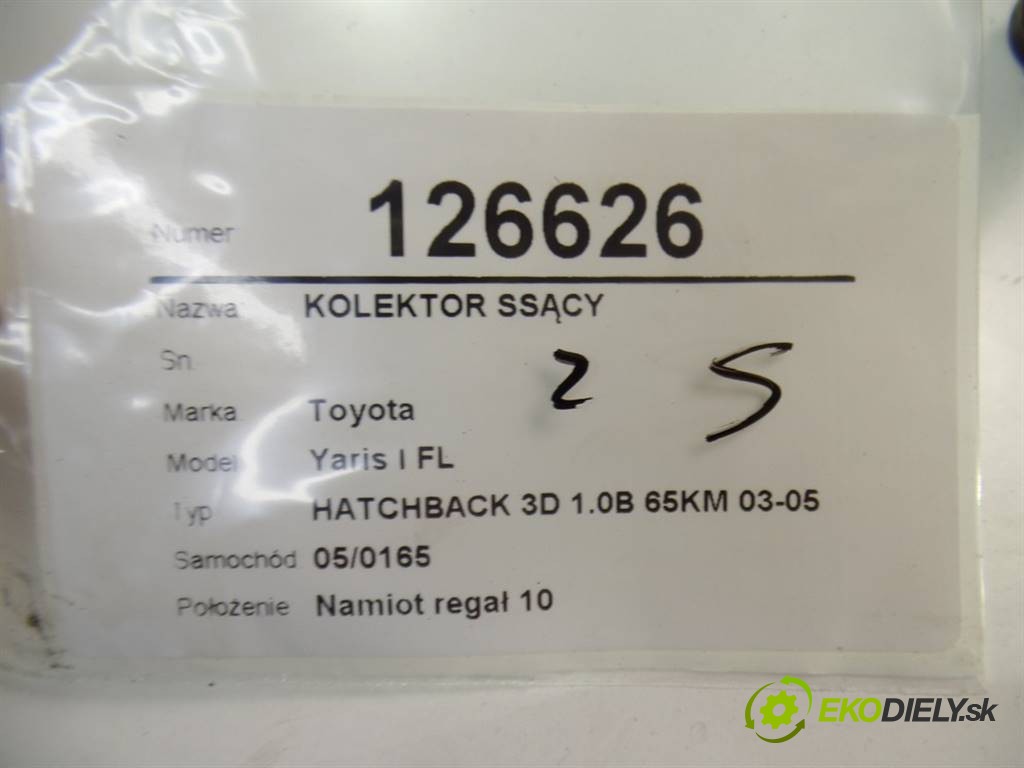 Numer 126626
Nazwa KOLEKTOR SSĄCY
Sn
2 S
Marka Toyota
Model Yaris I FL
Typ HATCHBACK 3D 1.0B 65KM 03-05
Samochód 05/0165
Położenie Namiot regał 10
EKODIELY.sk